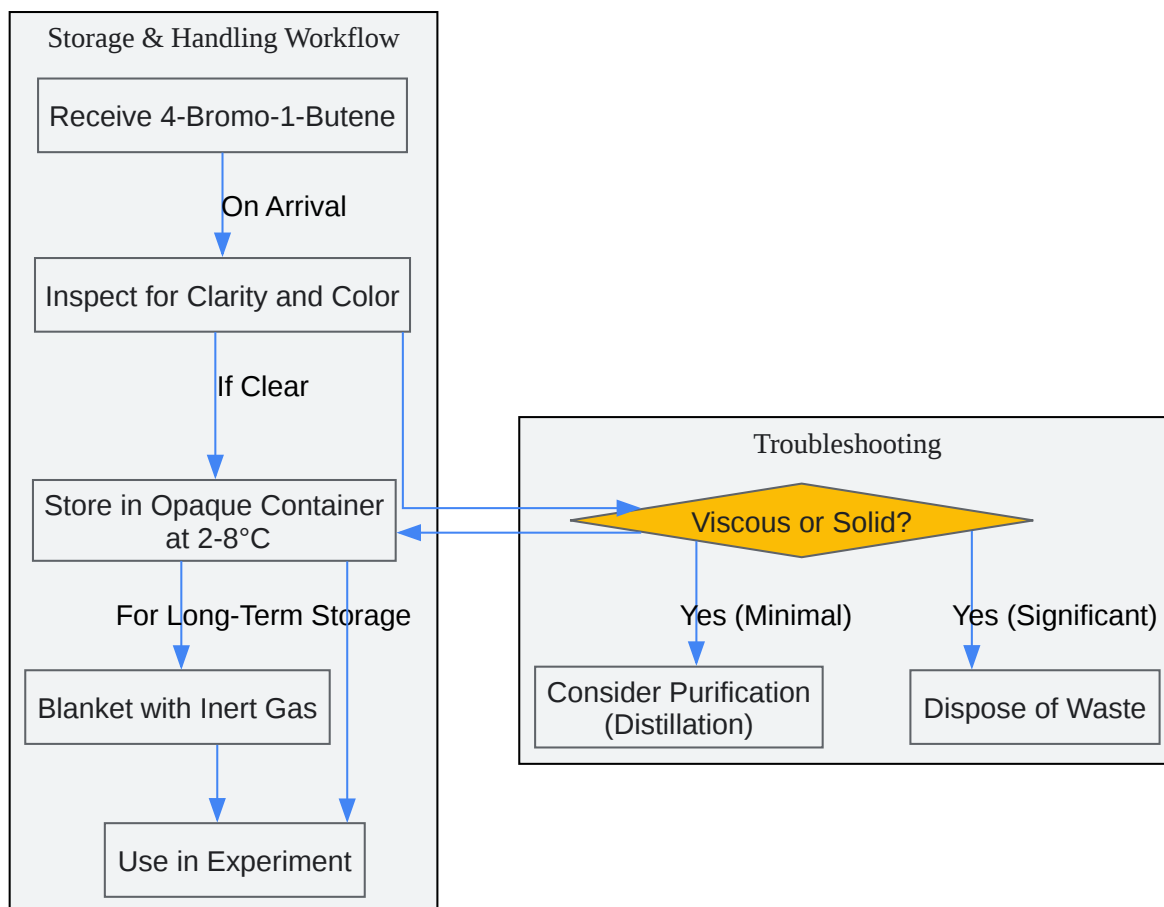 Storage & Handling Workflow
Receive 4-Bromo-1-Butene
On Arrival
Inspect for Clarity and Color
If Clear
Store in Opaque Container
at 2-8°C
For Long-Term Storage
Blanket with Inert Gas
Use in Experiment
Troubleshooting
Viscous or Solid?
Yes (Minimal)
Yes (Significant)
Consider Purification
(Distillation)
Dispose of Waste